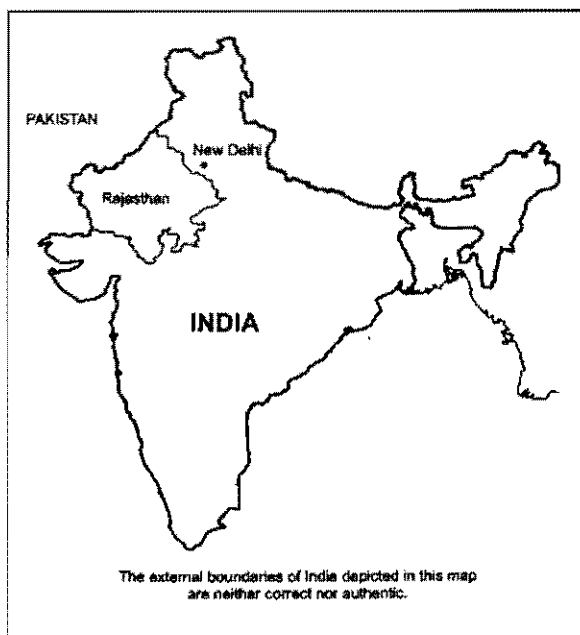 PAKISTAN
New Delhi
Rajasthan
INDIA
The external boundaries of India depicted in this map
are neither correct nor authentic.